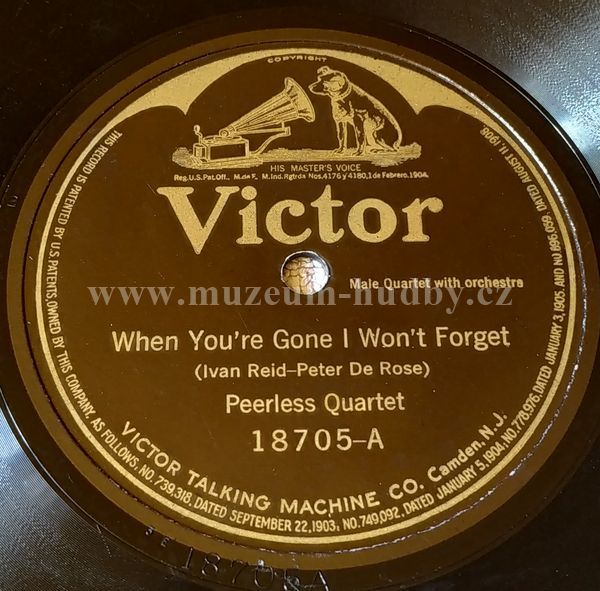 COPYRIGHT
HIS MASTER'S VOICE
Reg.U.S.Pat.Off. M.de F. M.Ind.Rgtrda Nos.4176 y 4180,1 de Febrero.1904.
Victor
Male Quartet with orchestra
www.muzeum-hudby.cz
When You're Gone I Won't Forget
(Ivan Reid-Peter De Rose)
Peerless Quartet
18705-A
VICTOR TALKING MACHINE CO. Camden. N. J.
THIS RECORD IS PATENTED BY U.S. PATENTS, OWNED BY THIS COMPANY, AS FOLLOWS, NO. 739,318, DATED SEPTEMBER 22, 1903; NO. 749,092, DATED JANUARY 5, 1904, NO. 778,976, DATED JANUARY 3, 1905. AND NO. 896,059, DATED AUGUST 11, 1908
18705A